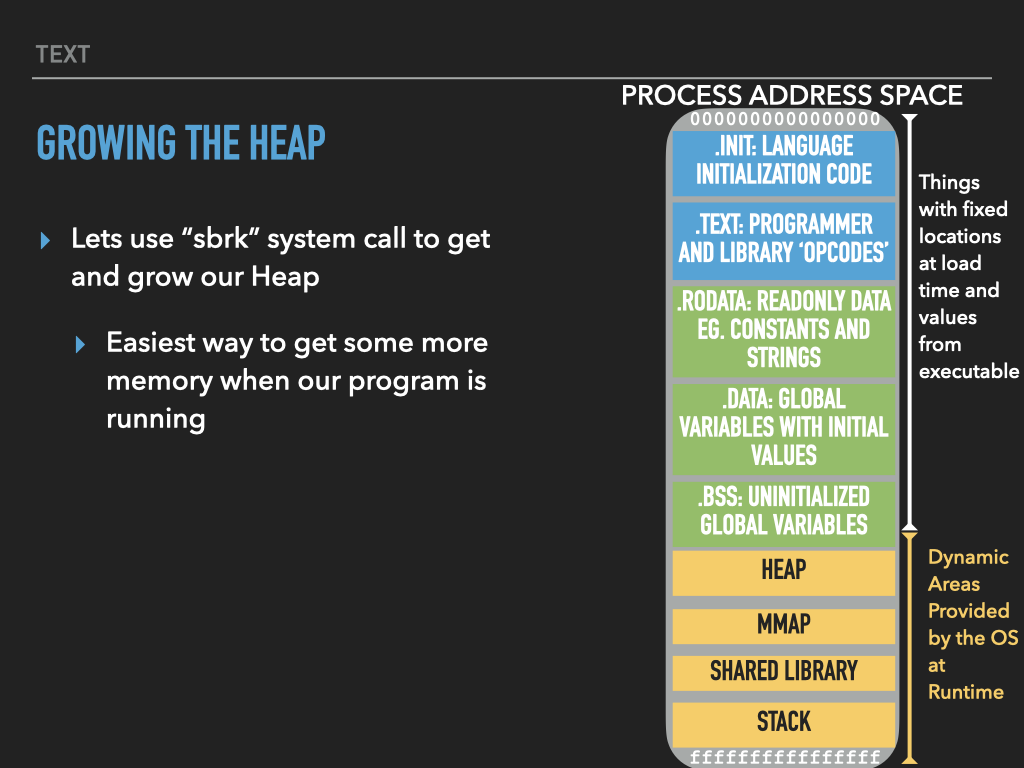 TEXT
GROWING THE HEAP
Lets use “sbrk” system call to get
and grow our Heap
Easiest way to get some more
memory when our program is
running
PROCESS ADDRESS SPACE
0000000000000000
.INIT: LANGUAGE
INITIALIZATION CODE
.TEXT: PROGRAMMER
AND LIBRARY ‘OPCODES’
.RODATA: READONLY DATA
EG. CONSTANTS AND
STRINGS
.DATA: GLOBAL
VARIABLES WITH INITIAL
VALUES
.BSS: UNINITIALIZED
GLOBAL VARIABLES
HEAP
MMAP
SHARED LIBRARY
STACK
ffffffffffffffff
Things
with fixed
locations
at load
time and
values
from
executable
Dynamic
Areas
Provided
by the OS
at
Runtime